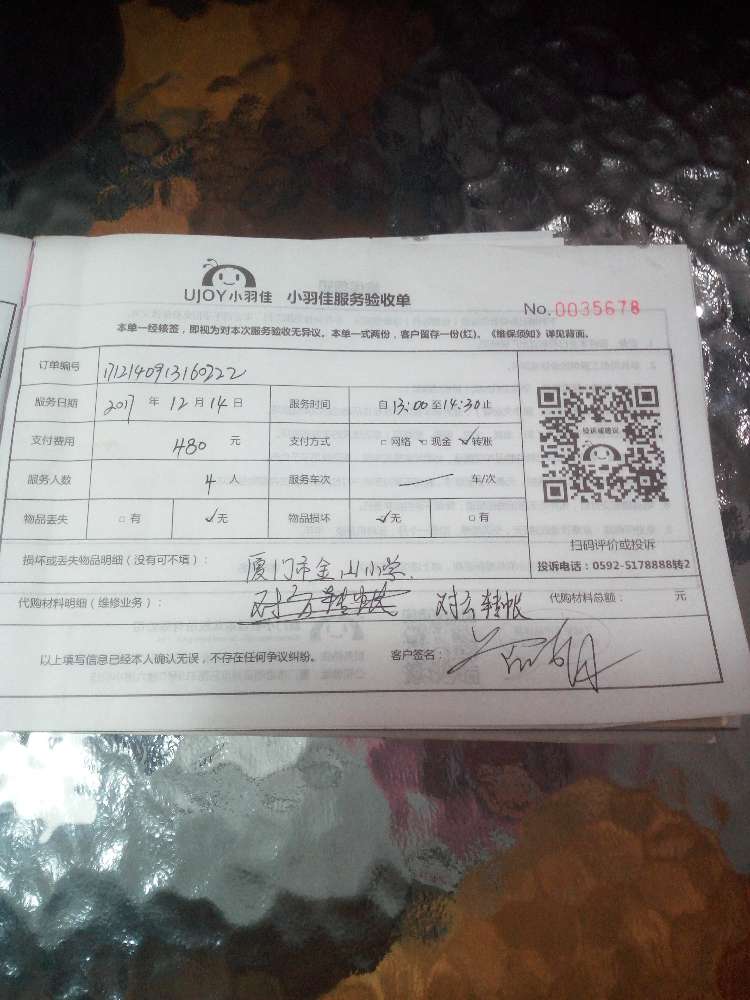 UJOY小羽佳 小羽佳服务验收单
No.0035678
本单一经核签，即视为对本次服务验收无异议。本单一式两份，客户留存一份(红)。《维保须知》详见背面。
订单编号 1712140913160222
服务日期 2017 年 12 月 14 日 服务时间 自 13:00 至 14:30 止
支付费用 480 元 支付方式 □网络 □现金 ☑转账
投诉或建议
服务人数 4 人 服务车次 — 车/次
物品丢失 □有 ☑无 物品损坏 ☑无 □有
扫码评价或投诉
损坏或丢失物品明细（没有可不填）： 厦门市金山小学. 投诉电话：0592-5178888转2
代购材料明细（维修业务）： 对公转帐 代购材料总额： 元
以上填写信息已经本人确认无误，不存在任何争议纠纷。 客户签名：